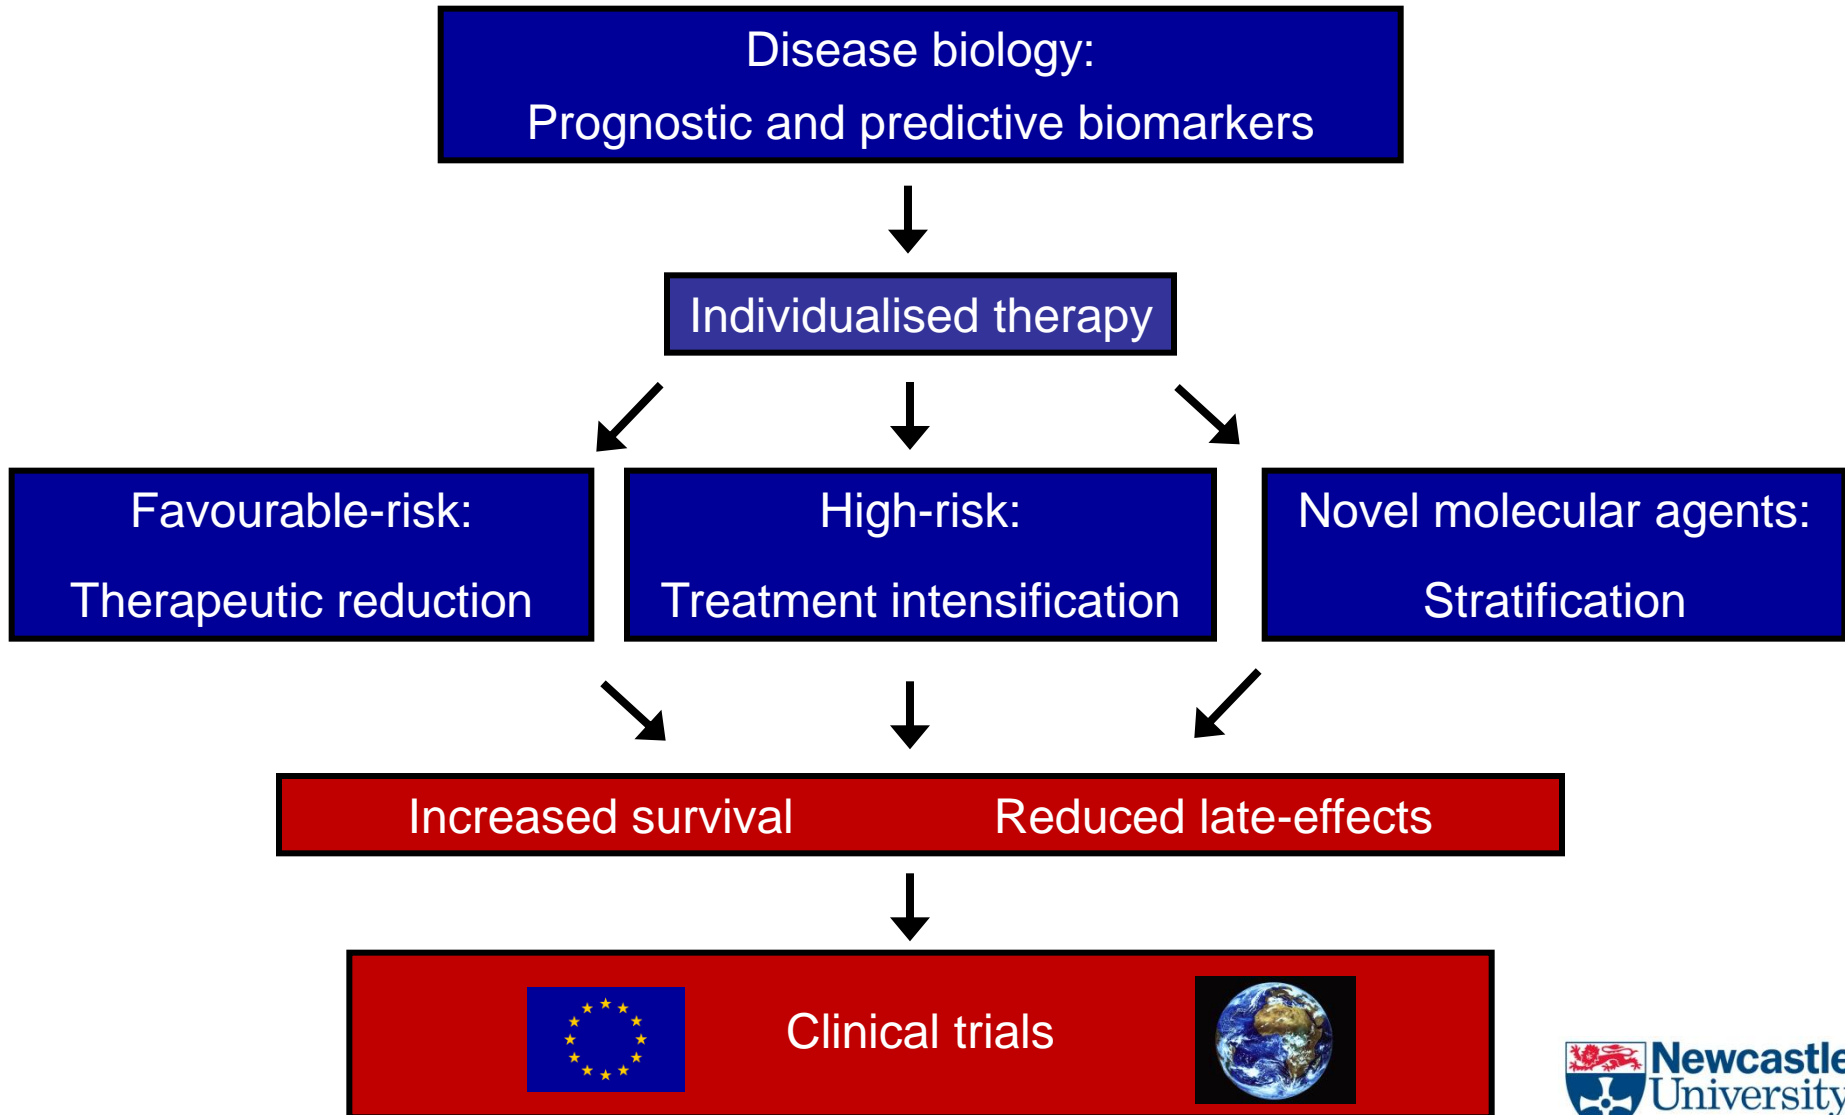 Disease biology:
Prognostic and predictive biomarkers
Individualised therapy
Favourable-risk:
Therapeutic reduction
High-risk:
Treatment intensification
Novel molecular agents:
Stratification
Increased survival Reduced late-effects
Clinical trials
Newcastle
University